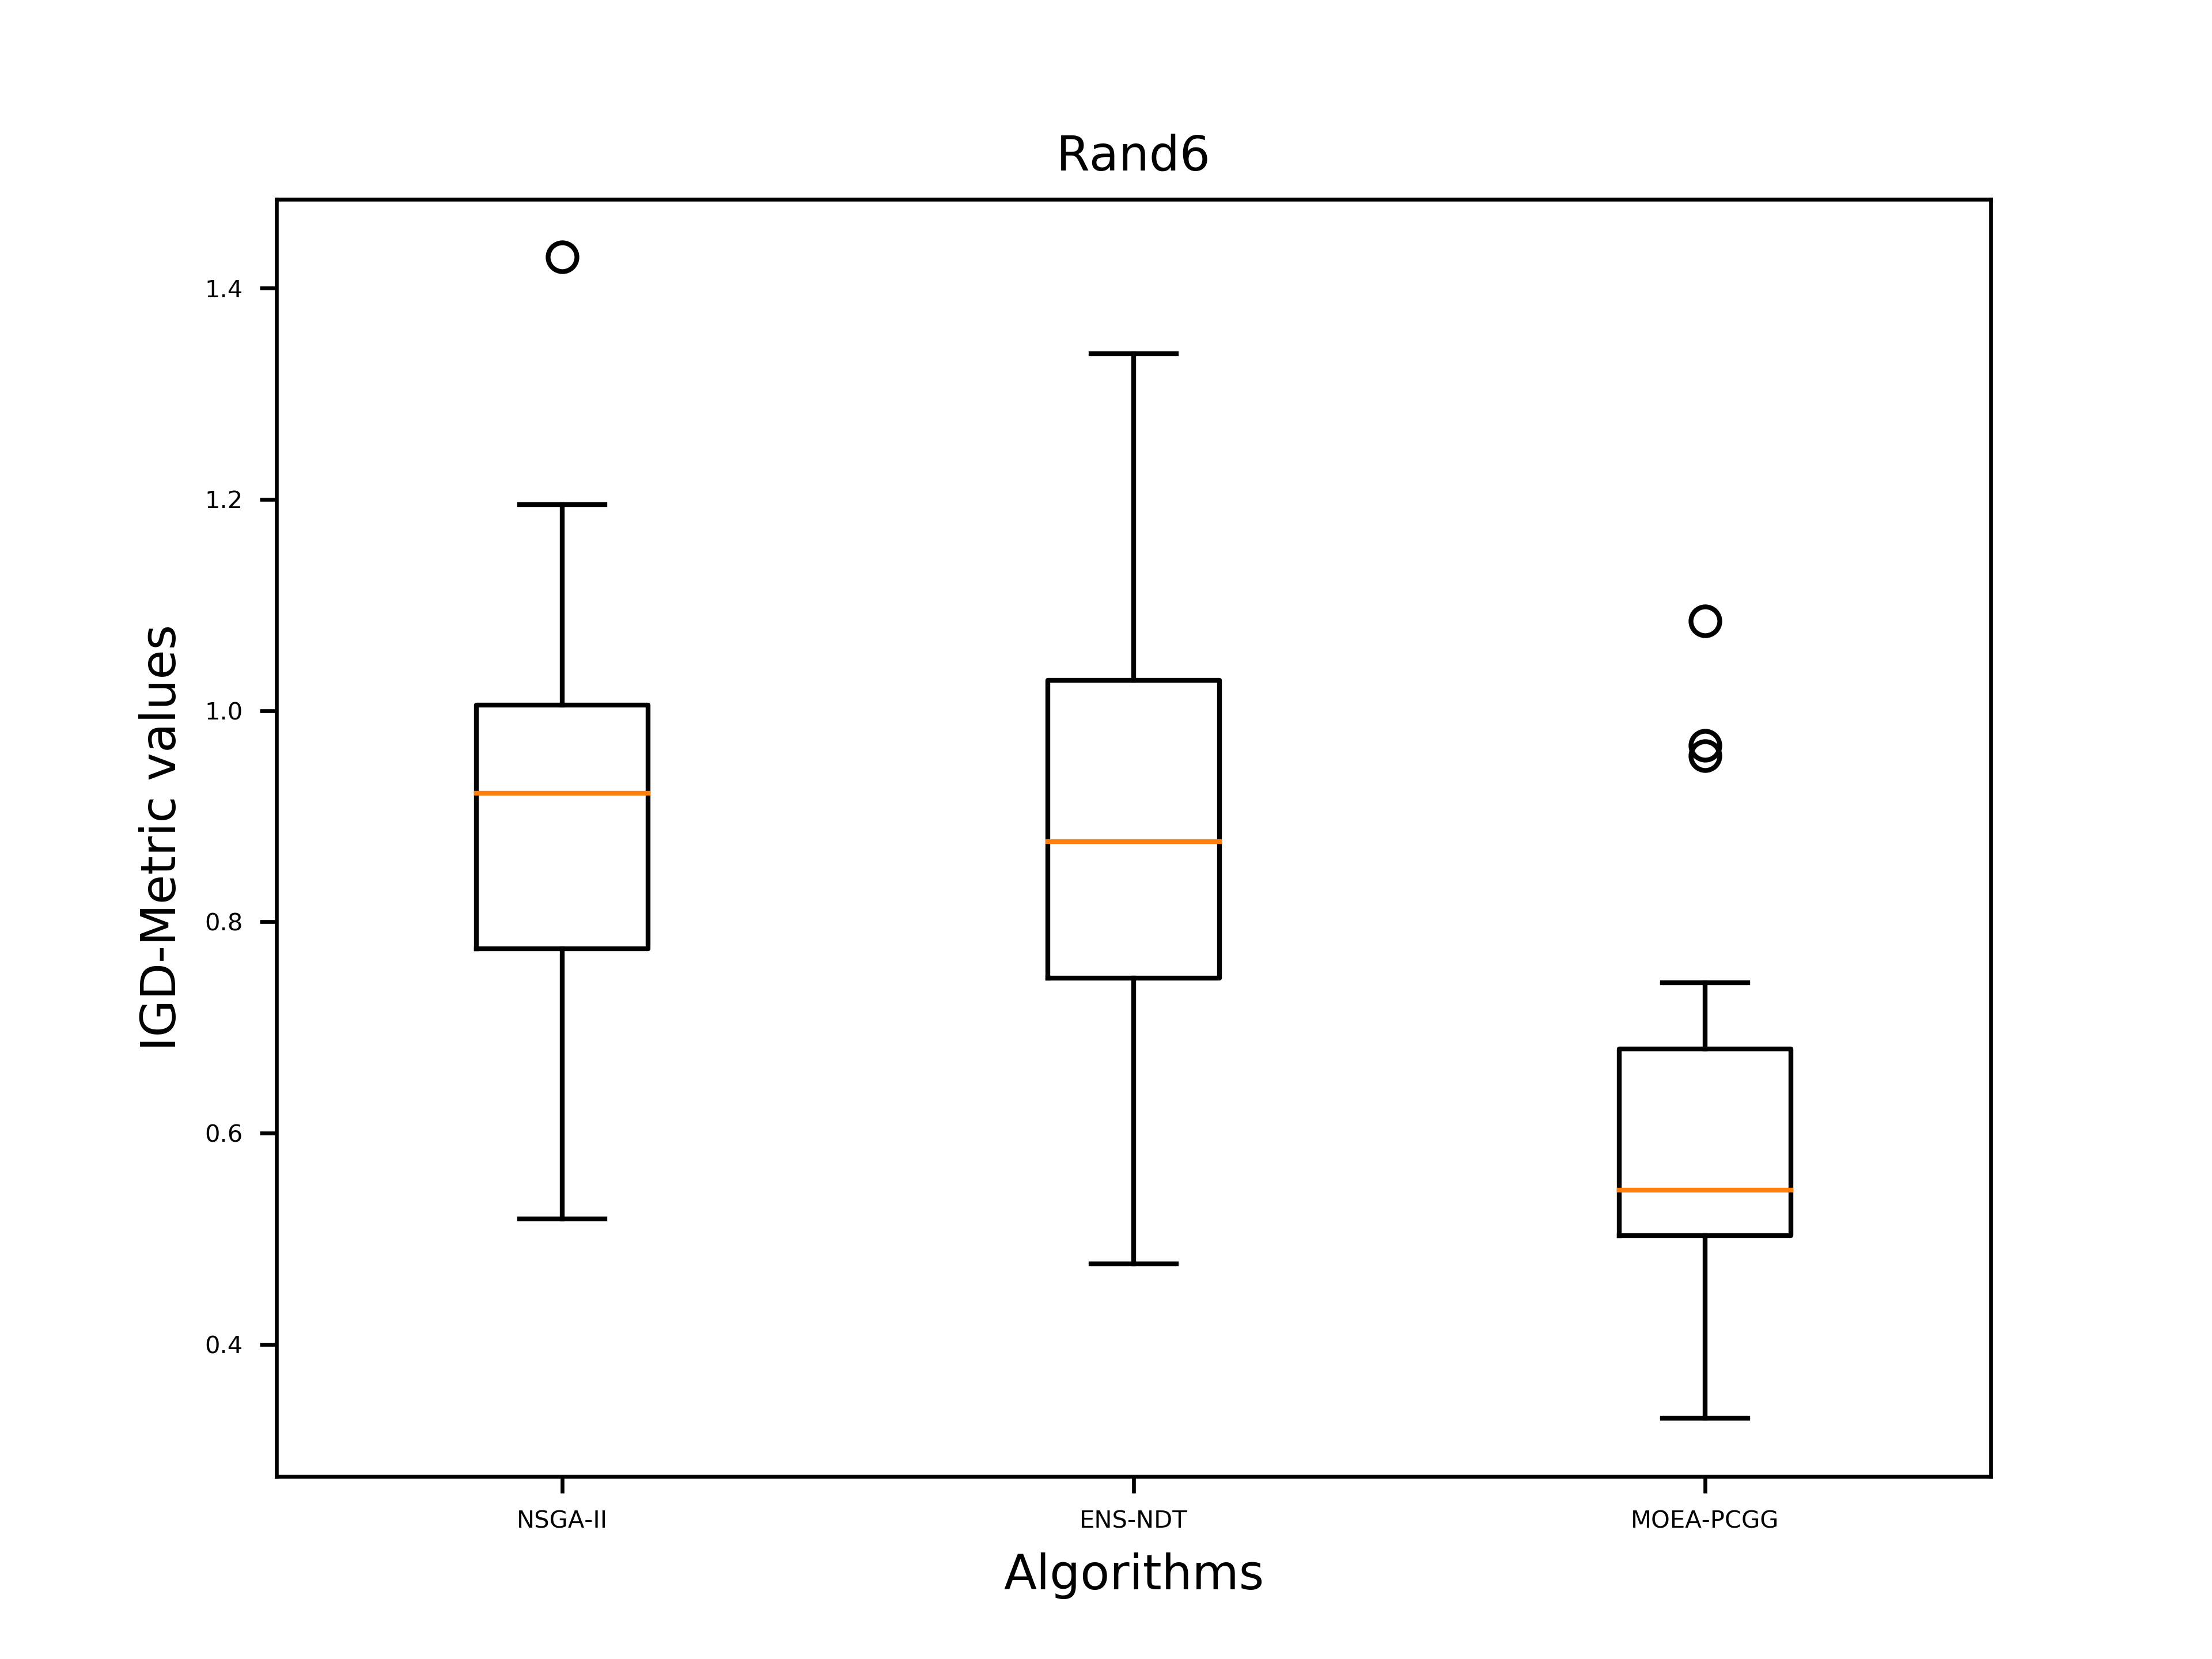 Rand6
IGD-Metric values
1.4
1.2
1.0
0.8
0.6
0.4
NSGA-II
ENS-NDT
MOEA-PCGG
Algorithms